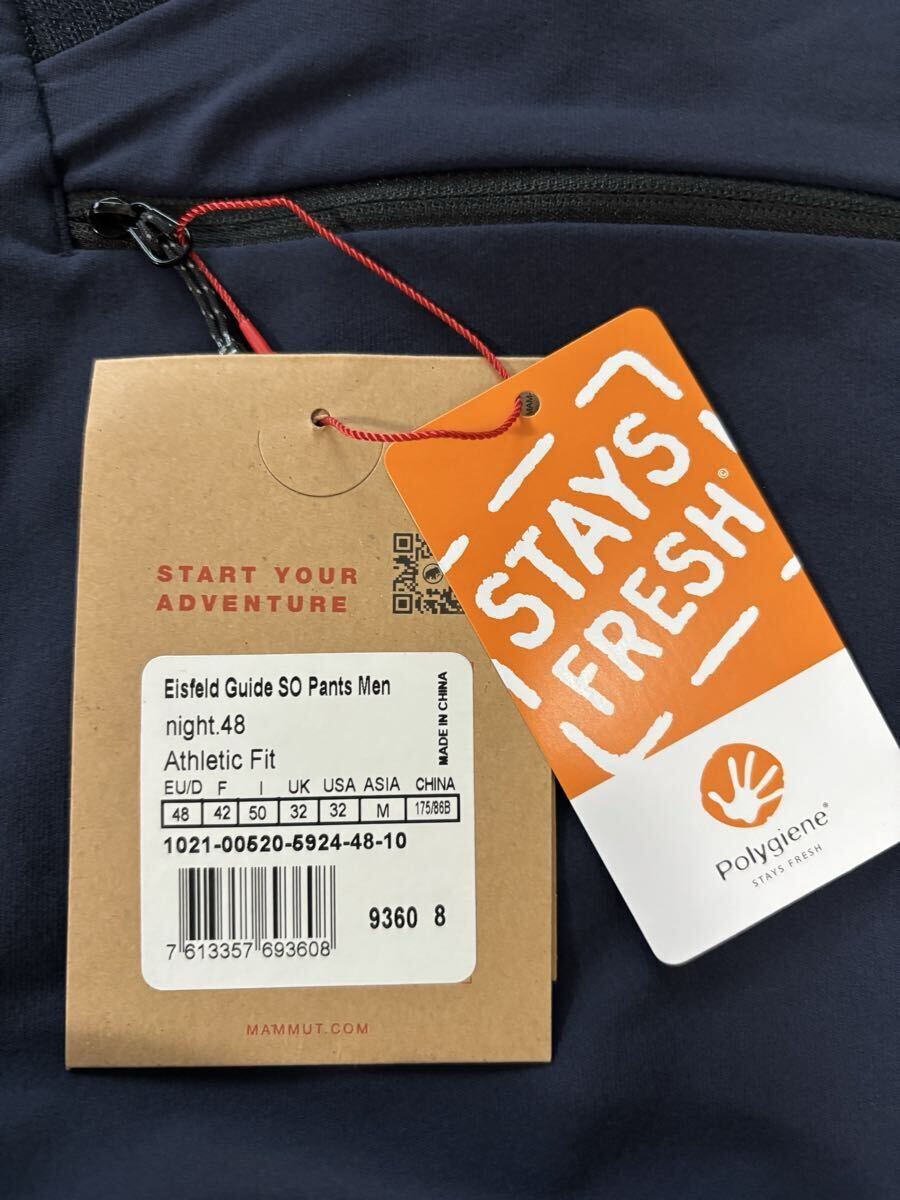 START YOUR
ADVENTURE
Eisfeld Guide SO Pants Men
night.48
Athletic Fit
MADE IN CHINA
EU/D F I UK USA ASIA CHINA
48 42 50 32 32 M 175/86B
1021-00520-5924-48-10
9360 8
7 613357 693608
MAMMUT.COM
STAYS
FRESH©
Polygiene®
STAYS FRESH